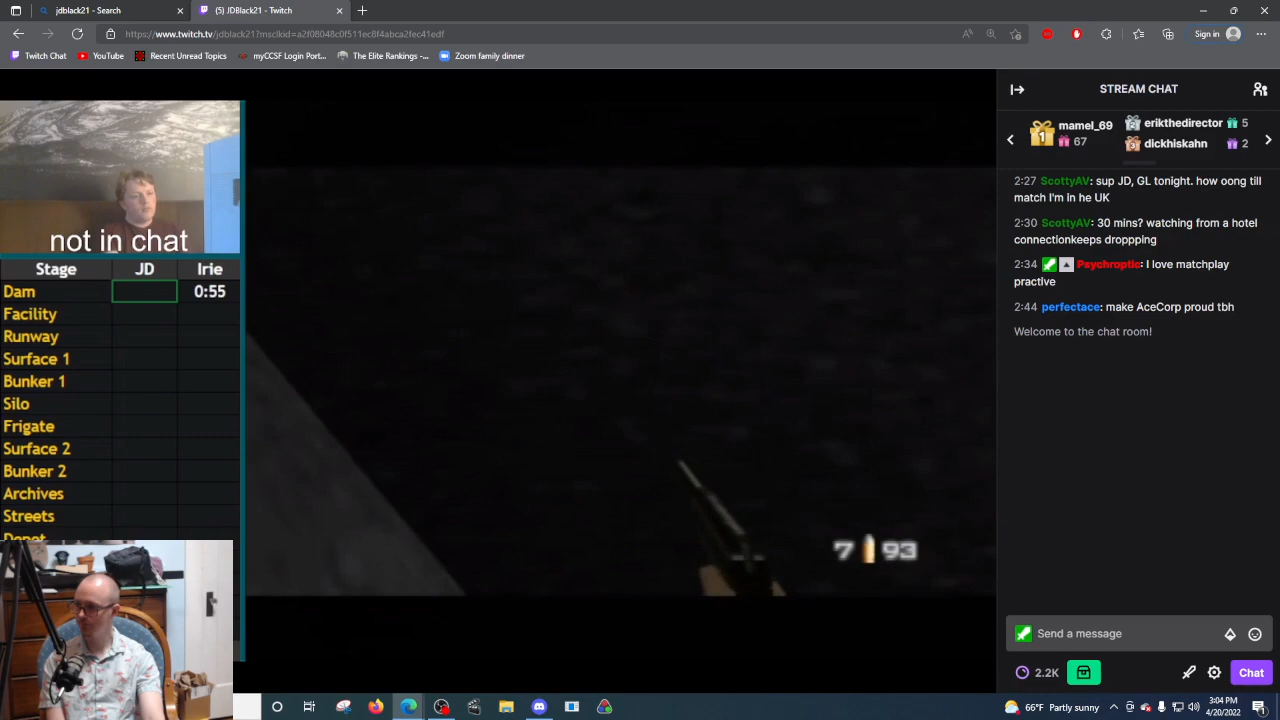 jdblack21 - Search
(5) JDBlack21 - Twitch
https://www.twitch.tv/jdblack21?msclkid=a2f08048c0f511ec8f4abca2fec41edf
Sign in
Twitch Chat
YouTube
Recent Unread Topics
myCCSF Login Port...
The Elite Rankings -...
Zoom family dinner
not in chat
Stage JD Irie
Dam 0:55
Facility
Runway
Surface 1
Bunker 1
Silo
Frigate
Surface 2
Bunker 2
Archives
Streets
Depot
7 93
STREAM CHAT
1 mamel_69 67
2 erikthedirector 5
3 dickhiskahn 2
2:27 ScottyAV: sup JD, GL tonight. how oong till
match I'm in he UK
2:30 ScottyAV: 30 mins? watching from a hotel
connectionkeeps droppping
2:34 Psychroptic: I love matchplay
practive
2:44 perfectace: make AceCorp proud tbh
Welcome to the chat room!
Send a message
2.2K
Chat
66°F Partly sunny
3:04 PM
4/20/2022
1